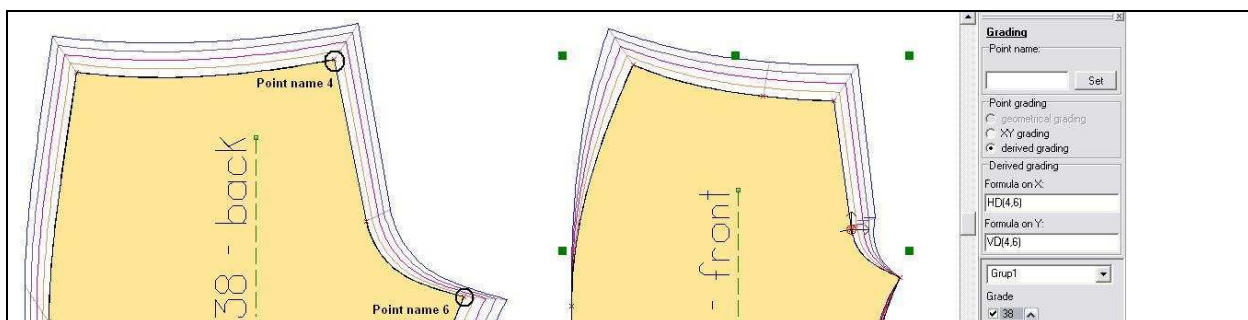 Point name 4
38 - back
Point name 6
- front
Grading
Point name:
Set
Point grading
geometrical grading
XY grading
derived grading
Derived grading
Formula on X:
HD(4,6)
Formula on Y:
VD(4,6)
Grup1
Grade
38